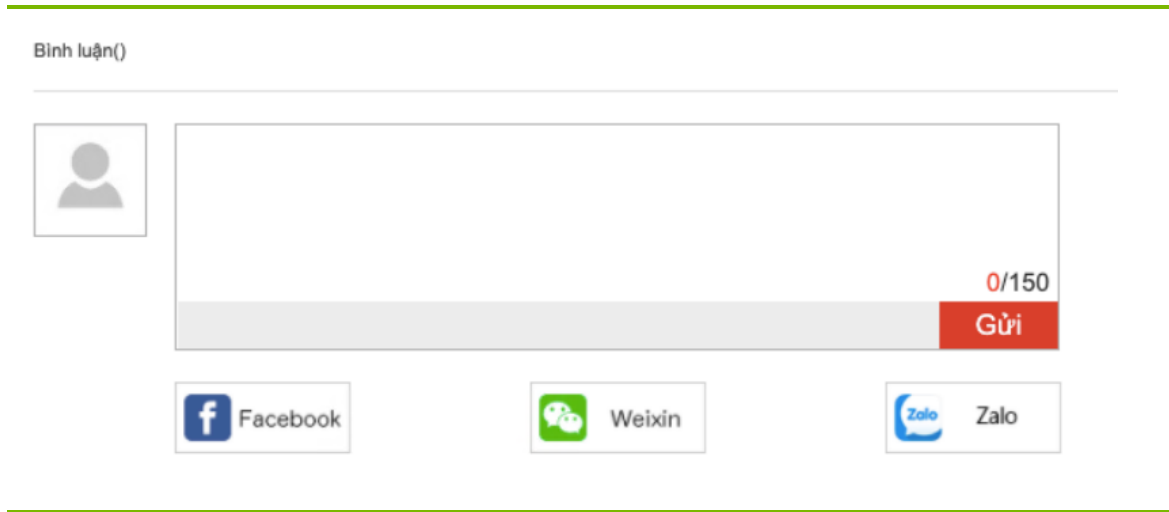 Bình luận()
0/150
Gửi
f Facebook
Weixin
Zalo Zalo